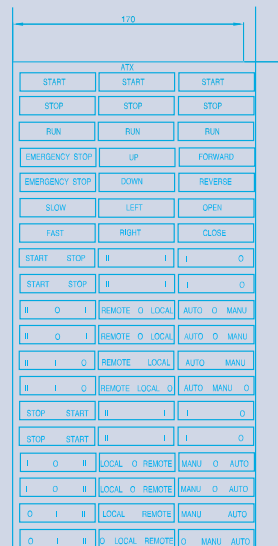 170
ATX
START START START
STOP STOP STOP
RUN RUN RUN
EMERGENCY STOP UP FORWARD
EMERGENCY STOP DOWN REVERSE
SLOW LEFT OPEN
FAST RIGHT CLOSE
START STOP II I I O
START STOP II I I O
II O I REMOTE O LOCAL AUTO O MANU
II O I REMOTE O LOCAL AUTO O MANU
II I O REMOTE LOCAL AUTO MANU
II I O REMOTE LOCAL O AUTO MANU O
STOP START II I I O
STOP START II I I O
I O II LOCAL O REMOTE MANU O AUTO
I O II LOCAL O REMOTE MANU O AUTO
O I II LOCAL REMOTE MANU AUTO
O I II O LOCAL REMOTE O MANU AUTO